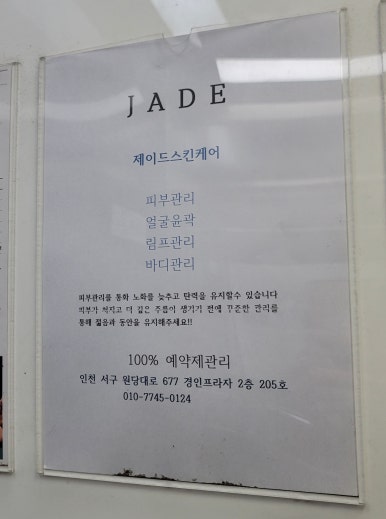 JADE
제이드스킨케어
피부관리
얼굴윤곽
림프관리
바디관리
피부관리를 통화 노화를 늦추고 탄력을 유지할수 있습니다
피부가 처지고 더 깊은 주름이 생기기 전에 꾸준한 관리를
통해 젊음과 동안을 유지해주세요!!
100% 예약제관리
인천 서구 원당대로 677 경인프라자 2층 205호
010-7745-0124